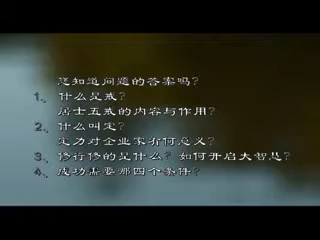 您知道问题的答案吗?
1、什么是戒?
居士五戒的内容与作用?
2、什么叫定?
定力对企业家有何意义?
3、修行修的是什么?如何开启大智慧?
4、成功需要那四个条件?